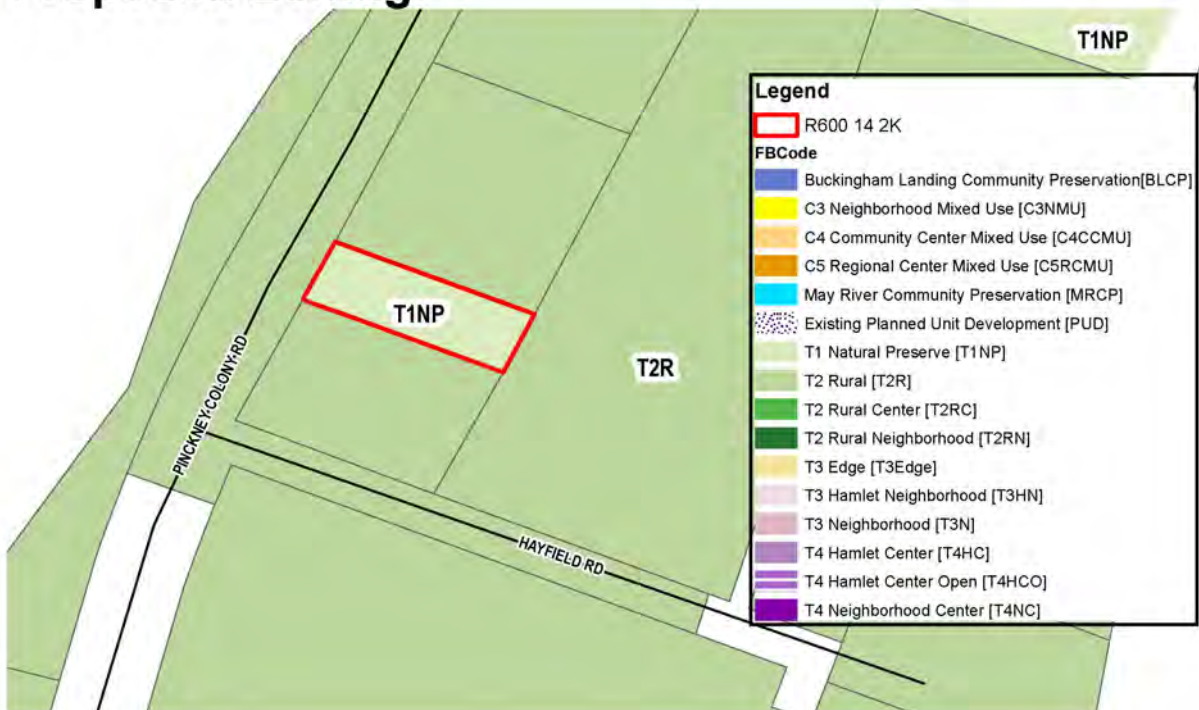 T1NP
Legend
R600 14 2K
FBCode
Buckingham Landing Community Preservation[BLCP]
C3 Neighborhood Mixed Use [C3NMU]
C4 Community Center Mixed Use [C4CCMU]
C5 Regional Center Mixed Use [C5RCMU]
May River Community Preservation [MRCP]
Existing Planned Unit Development [PUD]
T1 Natural Preserve [T1NP]
T2 Rural [T2R]
T2 Rural Center [T2RC]
T2 Rural Neighborhood [T2RN]
T3 Edge [T3Edge]
T3 Hamlet Neighborhood [T3HN]
T3 Neighborhood [T3N]
T4 Hamlet Center [T4HC]
T4 Hamlet Center Open [T4HCO]
T4 Neighborhood Center [T4NC]
T1NP
T2R
PINCKNEY-COLONY-RD
HAYFIELD RD